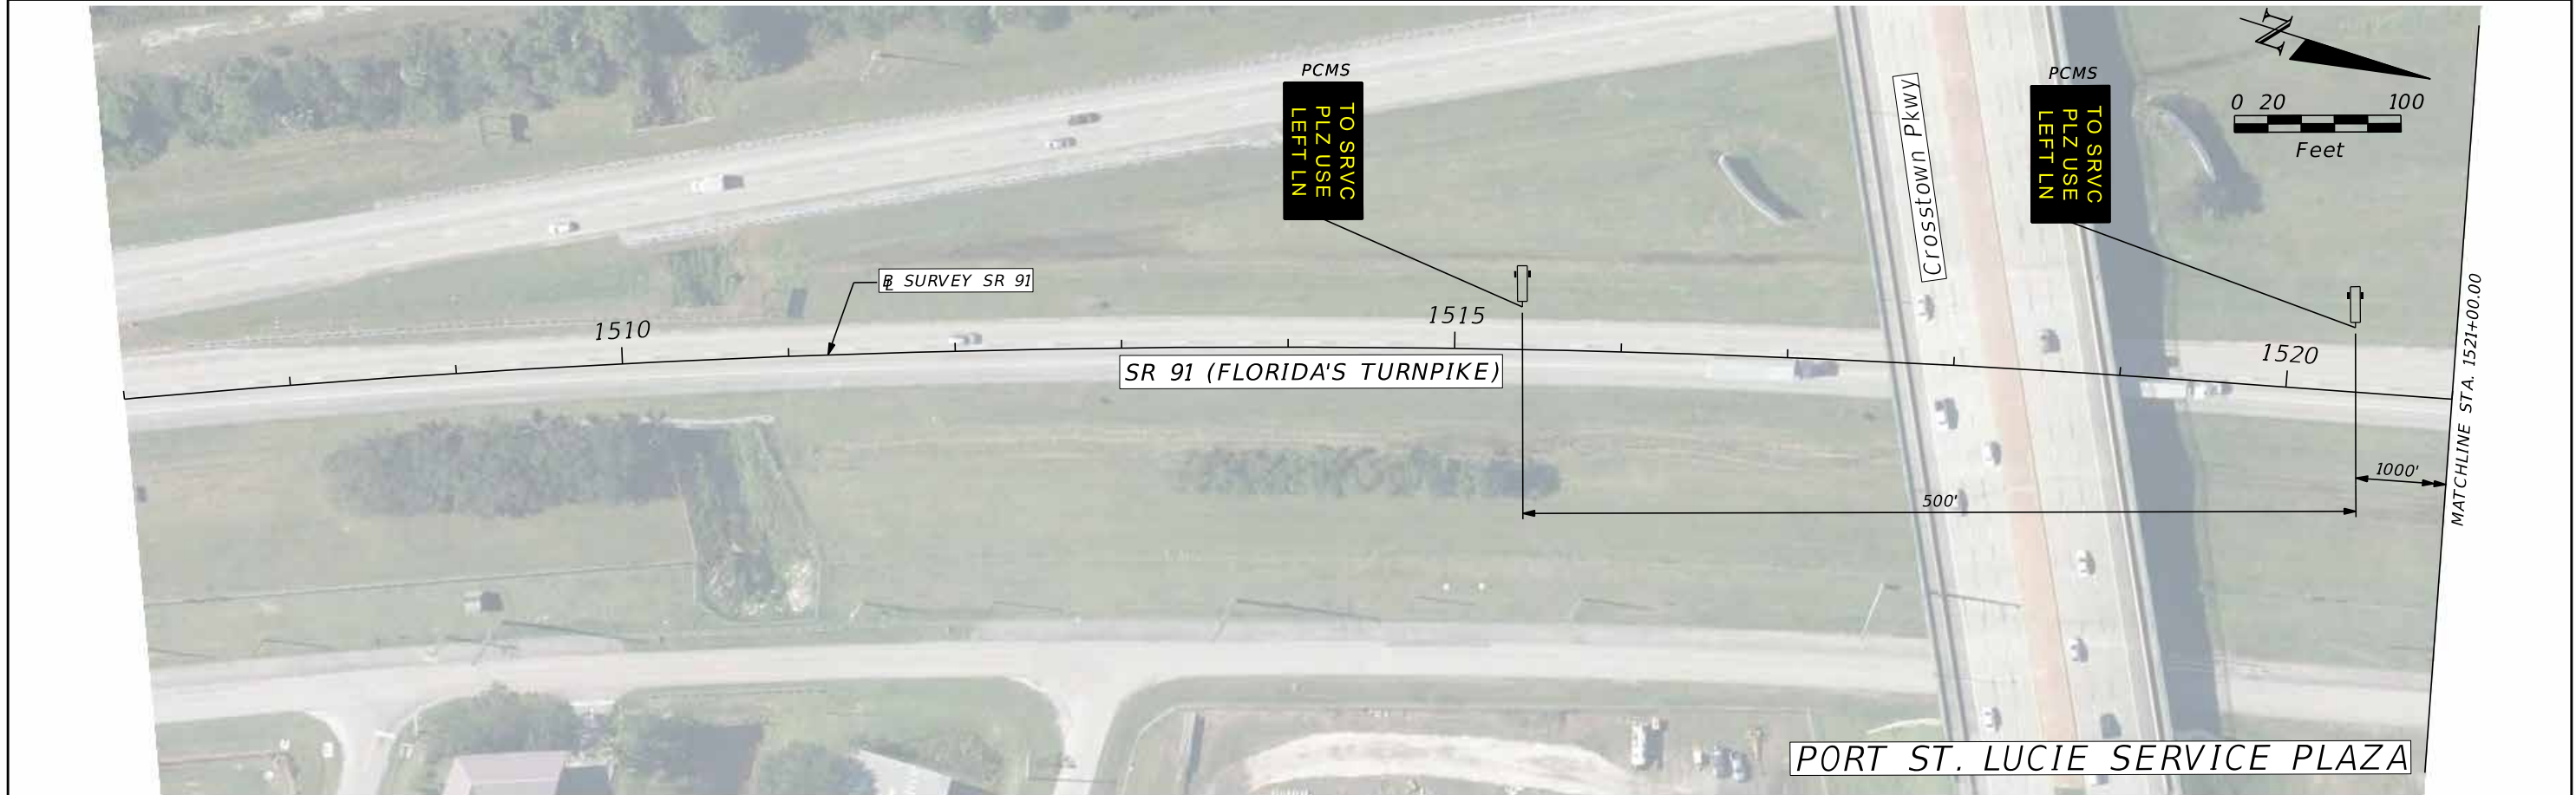 PCMS
TO SRVC
PLZ USE
LEFT LN
PCMS
TO SRVC
PLZ USE
LEFT LN
Crosstown Pkwy
N
0 20 100
Feet
BL SURVEY SR 91
1510
1515
1520
SR 91 (FLORIDA'S TURNPIKE)
MATCHLINE STA. 1521+00.00
1000'
500'
PORT ST. LUCIE SERVICE PLAZA